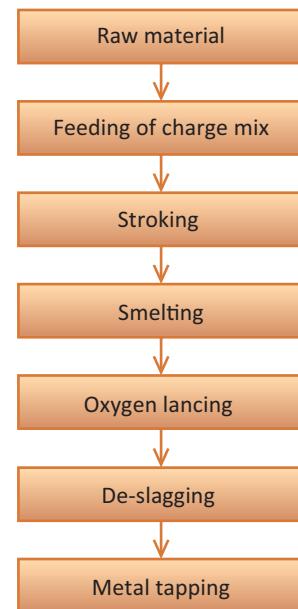 Raw material
Feeding of charge mix
Stroking
Smelting
Oxygen lancing
De-slagging
Metal tapping